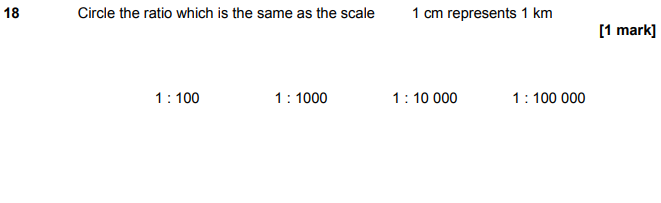 18 Circle the ratio which is the same as the scale 1 cm represents 1 km
[1 mark]
1 : 100 1 : 1000 1 : 10 000 1 : 100 000